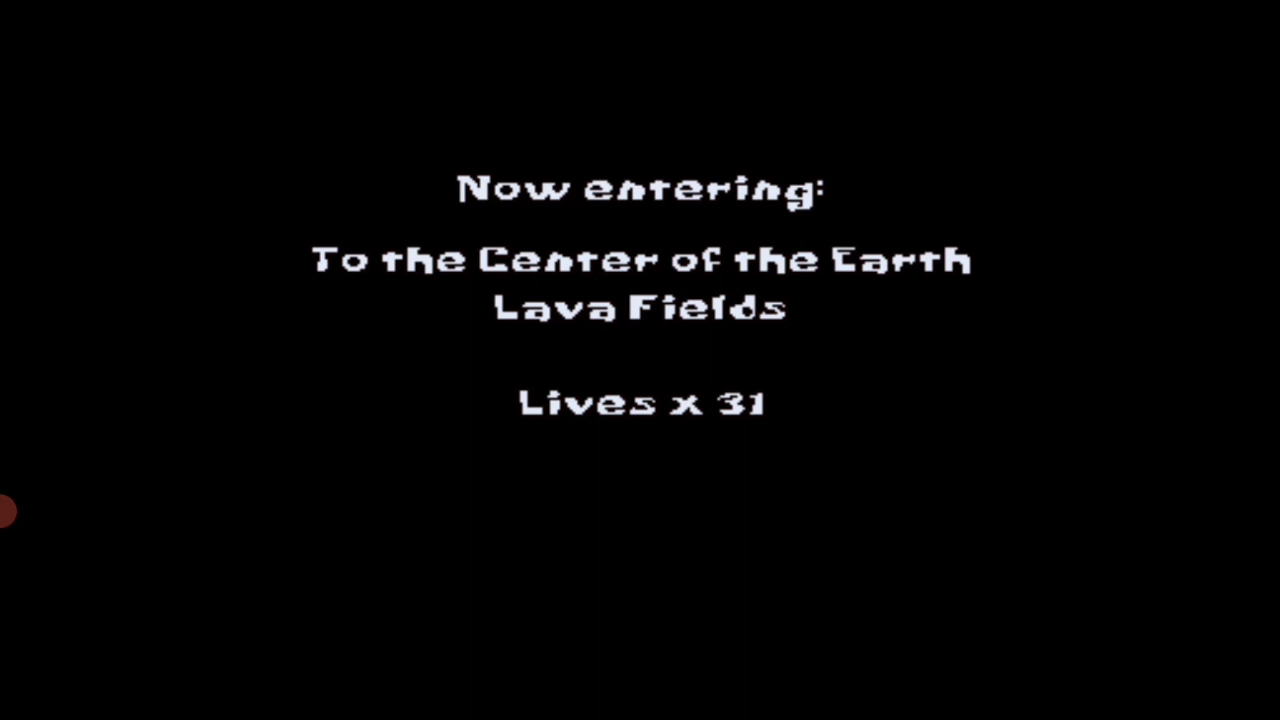 Now entering:
To the Center of the Earth
Lava Fields
Lives x 31